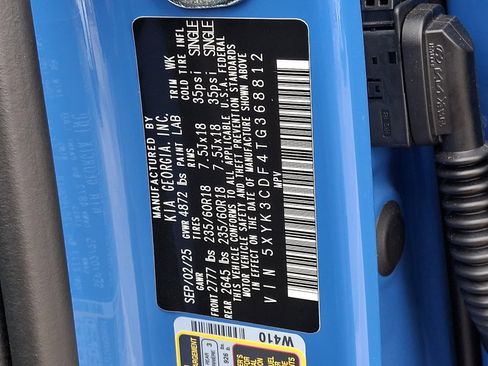 MANUFACTURED BY
KIA GEORGIA, INC.
SEP/02/25 GVWR 4872 lbs PAINT LAB TRIM WK
GAWR TIRES RIMS COLD TIRE INFL
FRONT 2777 lbs 235/60R18 7.5Jx18 35psi SINGLE
REAR 2645 lbs 235/60R18 7.5Jx18 35psi SINGLE
THIS VEHICLE CONFORMS TO ALL APPLICABLE U.S.A. FEDERAL
MOTOR VEHICLE SAFETY AND THEFT PREVENTION STANDARDS
IN EFFECT ON THE DATE OF MANUFACTURE SHOWN ABOVE
VIN 5XYK3CDF4TG368812
MPV
W410
REAR 3